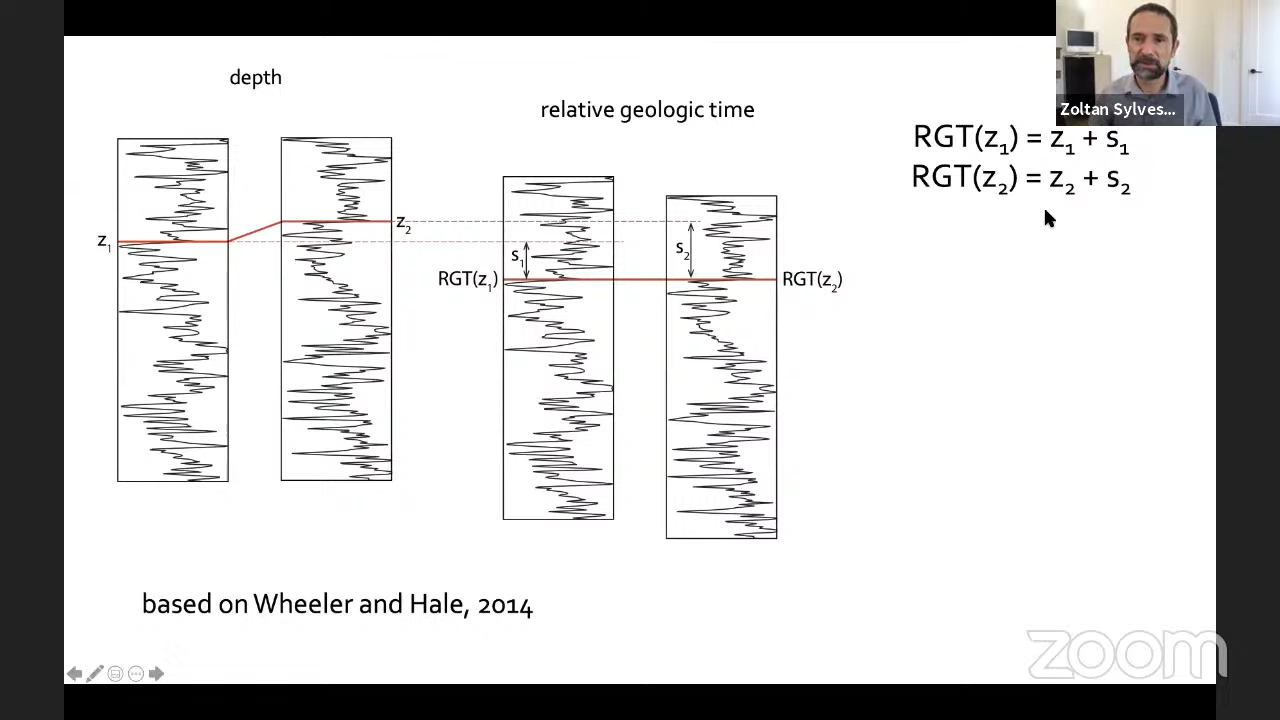 depth
relative geologic time
Zoltan Sylves...
RGT(z₁) = z₁ + s₁
RGT(z₂) = z₂ + s₂
z₁
z₂
s₁
s₂
RGT(z₁)
RGT(z₂)
based on Wheeler and Hale, 2014
zoom